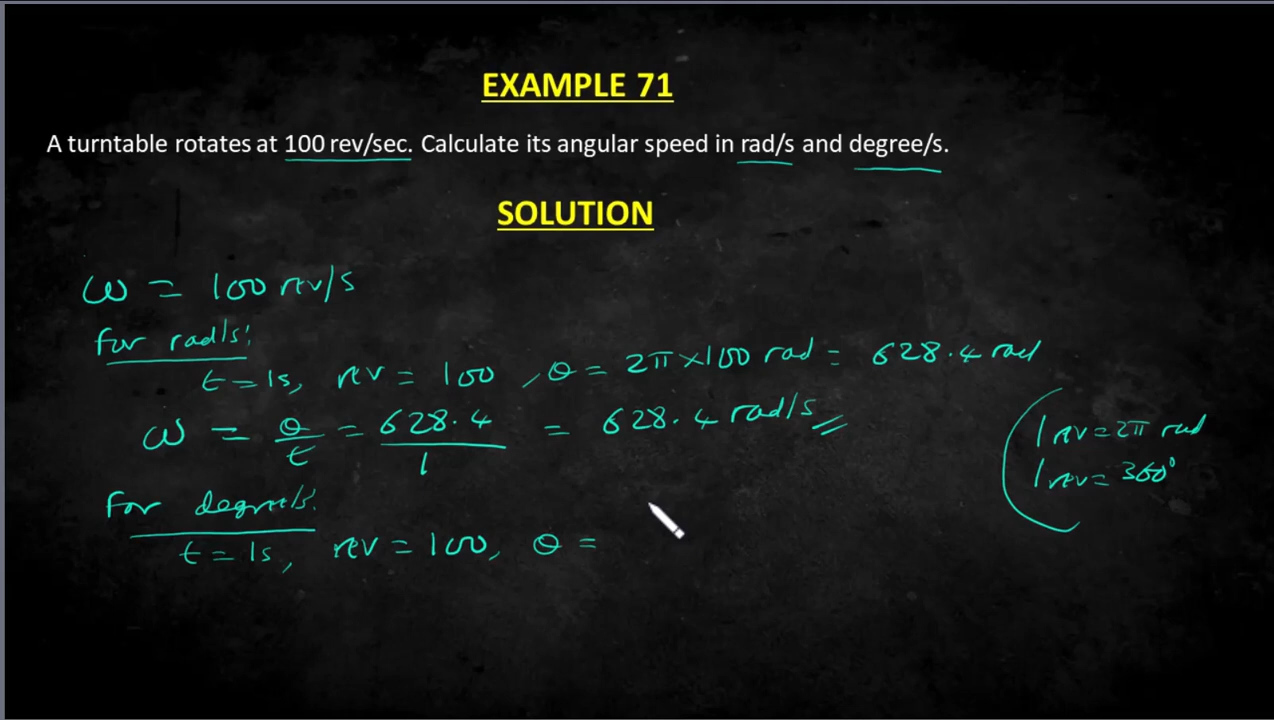 EXAMPLE 71
A turntable rotates at 100 rev/sec. Calculate its angular speed in rad/s and degree/s.
SOLUTION
ω = 100 rev/s
for rad/s:
t = 1s, rev = 100, θ = 2π×100 rad = 628.4 rad
ω = θ/t = 628.4/1 = 628.4 rad/s
1 rev = 2π rad
1 rev = 360°
for degree/s:
t = 1s, rev = 100, θ =